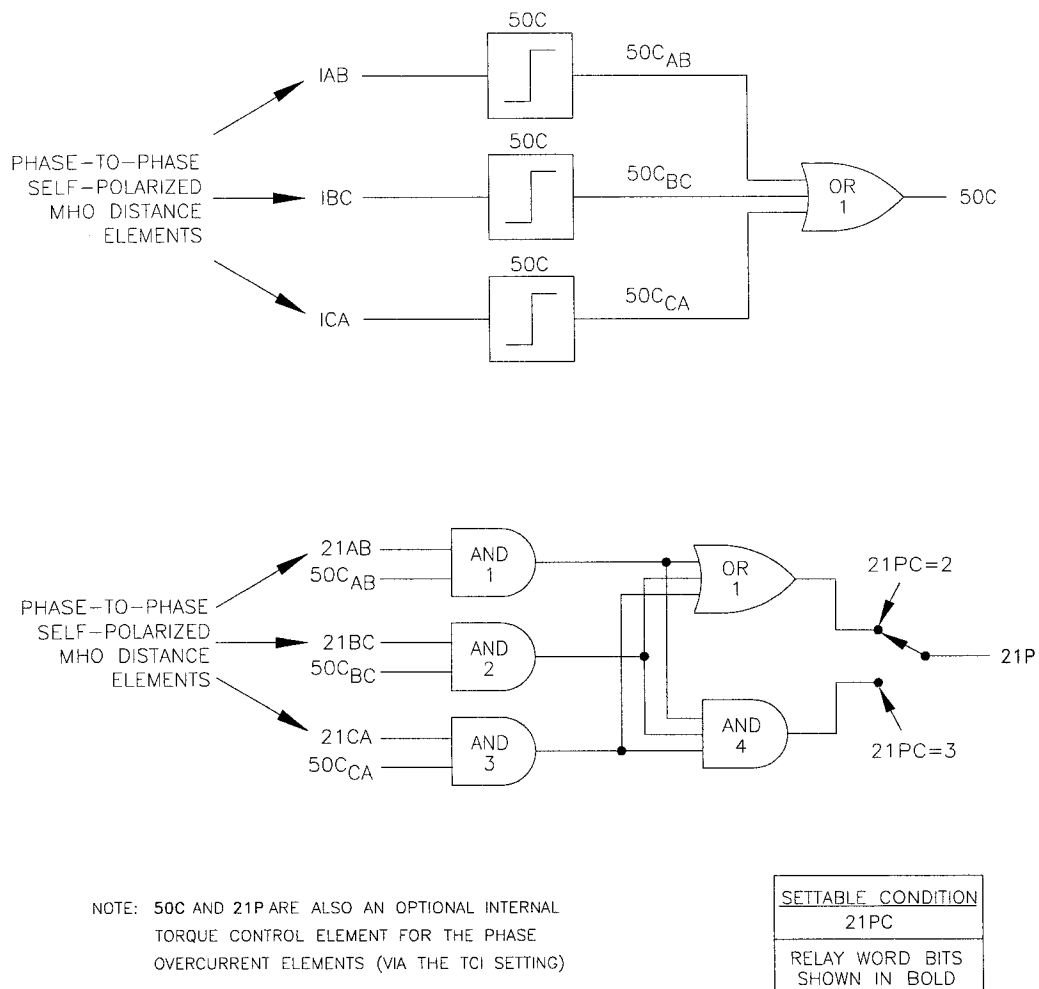 50C
IAB
50CAB
PHASE-TO-PHASE
SELF-POLARIZED
MHO DISTANCE
ELEMENTS
50C
IBC
50CBC
OR
1
50C
50C
ICA
50CCA
21AB
50CAB
AND
1
OR
1
21PC=2
PHASE-TO-PHASE
SELF-POLARIZED
MHO DISTANCE
ELEMENTS
21BC
50CBC
AND
2
21P
21CA
50CCA
AND
3
AND
4
21PC=3
NOTE: 50C AND 21P ARE ALSO AN OPTIONAL INTERNAL
TORQUE CONTROL ELEMENT FOR THE PHASE
OVERCURRENT ELEMENTS (VIA THE TCI SETTING)
SETTABLE CONDITION
21PC
RELAY WORD BITS
SHOWN IN BOLD